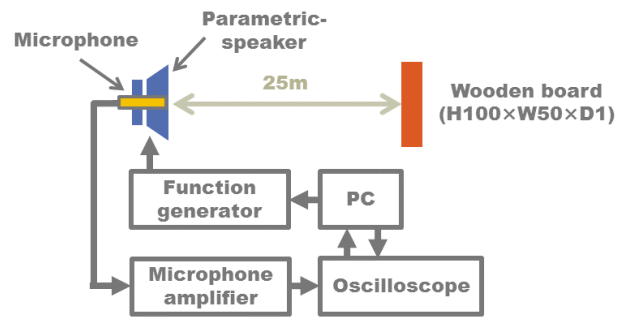 Parametric-
speaker
Microphone
25m
Wooden board
(H100×W50×D1)
Function
generator
PC
Microphone
amplifier
Oscilloscope